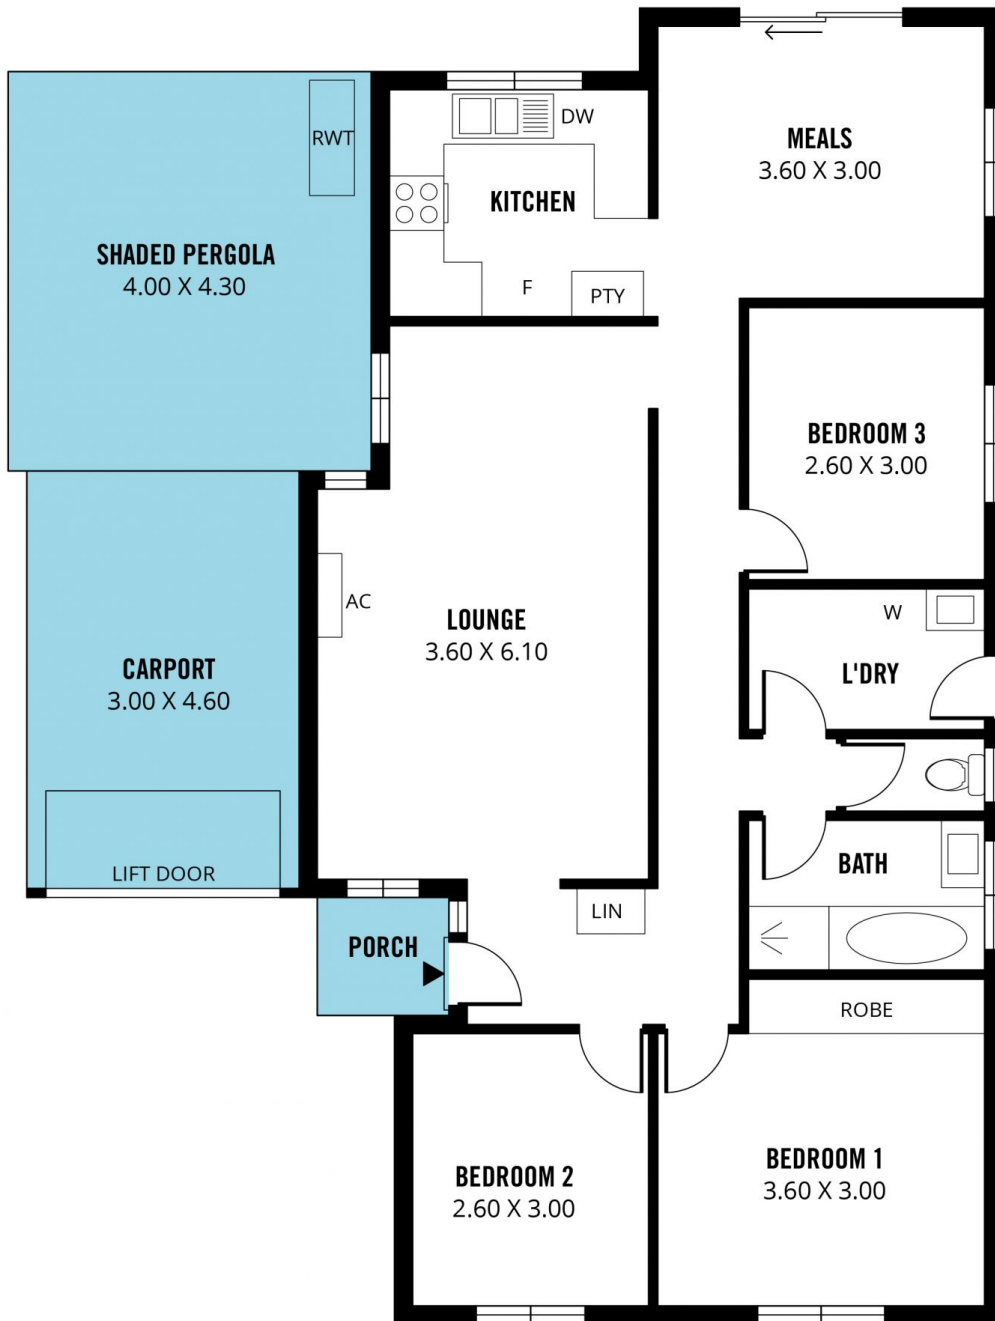 DW
RWT
MEALS
3.60 X 3.00
KITCHEN
SHADED PERGOLA
4.00 X 4.30
F
PTY
BEDROOM 3
2.60 X 3.00
AC
LOUNGE
3.60 X 6.10
W
L'DRY
CARPORT
3.00 X 4.60
LIFT DOOR
BATH
LIN
PORCH
ROBE
BEDROOM 2
2.60 X 3.00
BEDROOM 1
3.60 X 3.00